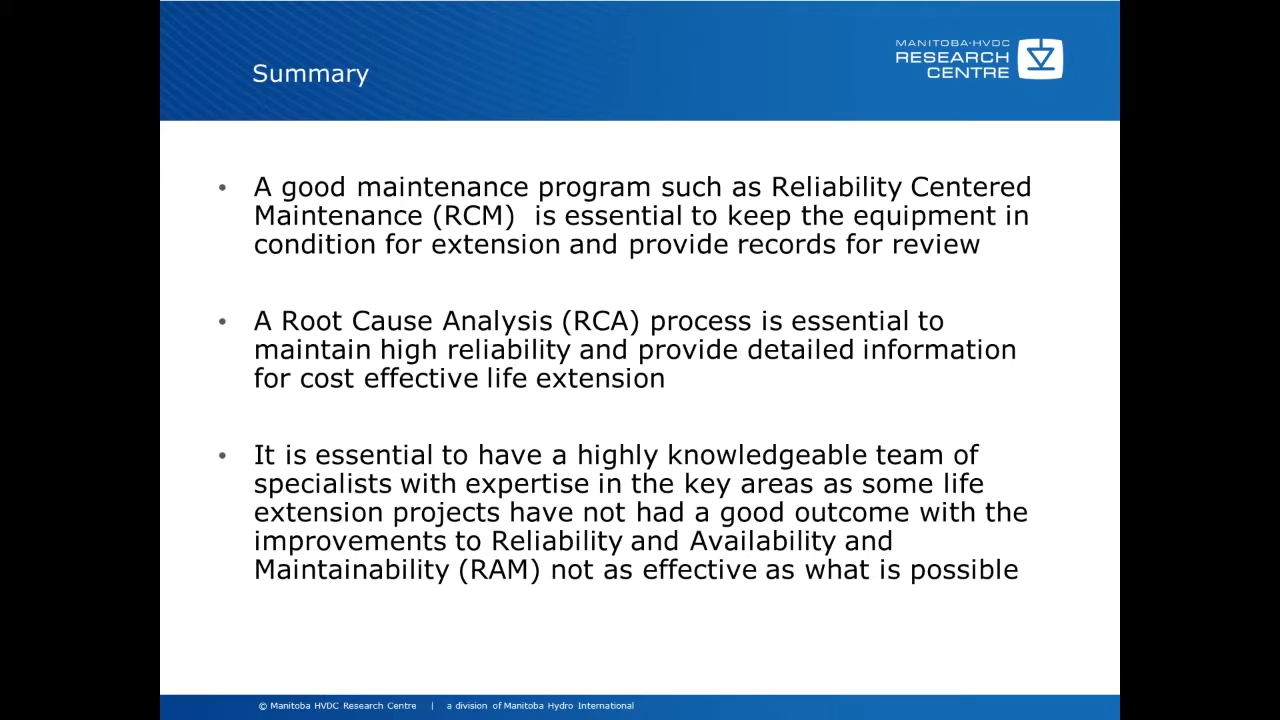 Summary
MANITOBA·HVDC
RESEARCH
CENTRE
• A good maintenance program such as Reliability Centered
Maintenance (RCM)  is essential to keep the equipment in
condition for extension and provide records for review
• A Root Cause Analysis (RCA) process is essential to
maintain high reliability and provide detailed information
for cost effective life extension
• It is essential to have a highly knowledgeable team of
specialists with expertise in the key areas as some life
extension projects have not had a good outcome with the
improvements to Reliability and Availability and
Maintainability (RAM) not as effective as what is possible
© Manitoba HVDC Research Centre | a division of Manitoba Hydro International